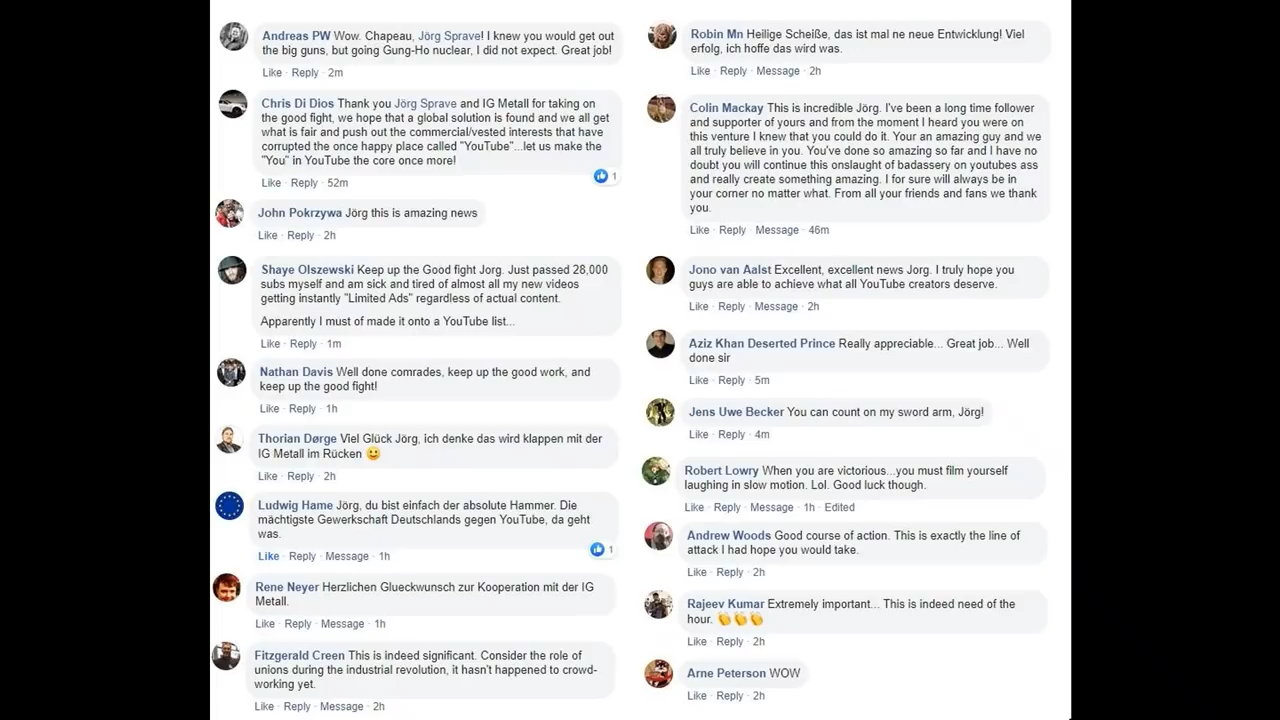 Andreas PW Wow. Chapeau, Jörg Sprave! I knew you would get out
the big guns, but going Gung-Ho nuclear, I did not expect. Great job!
Like · Reply · 2m
Chris Di Dios Thank you Jörg Sprave and IG Metall for taking on
the good fight, we hope that a global solution is found and we all get
what is fair and push out the commercial/vested interests that have
corrupted the once happy place called "YouTube"...let us make the
"You" in YouTube the core once more!
Like · Reply · 52m
1
John Pokrzywa Jörg this is amazing news
Like · Reply · 2h
Shaye Olszewski Keep up the Good fight Jorg. Just passed 28,000
subs myself and am sick and tired of almost all my new videos
getting instantly "Limited Ads" regardless of actual content.
Apparently I must of made it onto a YouTube list...
Like · Reply · 1m
Nathan Davis Well done comrades, keep up the good work, and
keep up the good fight!
Like · Reply · 1h
Thorian Dørge Viel Glück Jörg, ich denke das wird klappen mit der
IG Metall im Rücken 🙂
Like · Reply · 2h
Ludwig Hame Jörg, du bist einfach der absolute Hammer. Die
mächtigste Gewerkschaft Deutschlands gegen YouTube, da geht
was.
Like · Reply · Message · 1h
1
Rene Neyer Herzlichen Glueckwunsch zur Kooperation mit der IG
Metall.
Like · Reply · Message · 1h
Fitzgerald Creen This is indeed significant. Consider the role of
unions during the industrial revolution, it hasn't happened to crowd-
working yet.
Like · Reply · Message · 2h
Robin Mn Heilige Scheiße, das ist mal ne neue Entwicklung! Viel
erfolg, ich hoffe das wird was.
Like · Reply · Message · 2h
Colin Mackay This is incredible Jörg. I've been a long time follower
and supporter of yours and from the moment I heard you were on
this venture I knew that you could do it. Your an amazing guy and we
all truly believe in you. You've done so amazing so far and I have no
doubt you will continue this onslaught of badassery on youtubes ass
and really create something amazing. I for sure will always be in
your corner no matter what. From all your friends and fans we thank
you.
Like · Reply · Message · 46m
Jono van Aalst Excellent, excellent news Jorg. I truly hope you
guys are able to achieve what all YouTube creators deserve.
Like · Reply · Message · 2h
Aziz Khan Deserted Prince Really appreciable... Great job... Well
done sir
Like · Reply · 5m
Jens Uwe Becker You can count on my sword arm, Jörg!
Like · Reply · 4m
Robert Lowry When you are victorious...you must film yourself
laughing in slow motion. Lol. Good luck though.
Like · Reply · Message · 1h · Edited
Andrew Woods Good course of action. This is exactly the line of
attack I had hope you would take.
Like · Reply · 2h
Rajeev Kumar Extremely important... This is indeed need of the
hour. 👏👏👏
Like · Reply · 2h
Arne Peterson WOW
Like · Reply · 2h